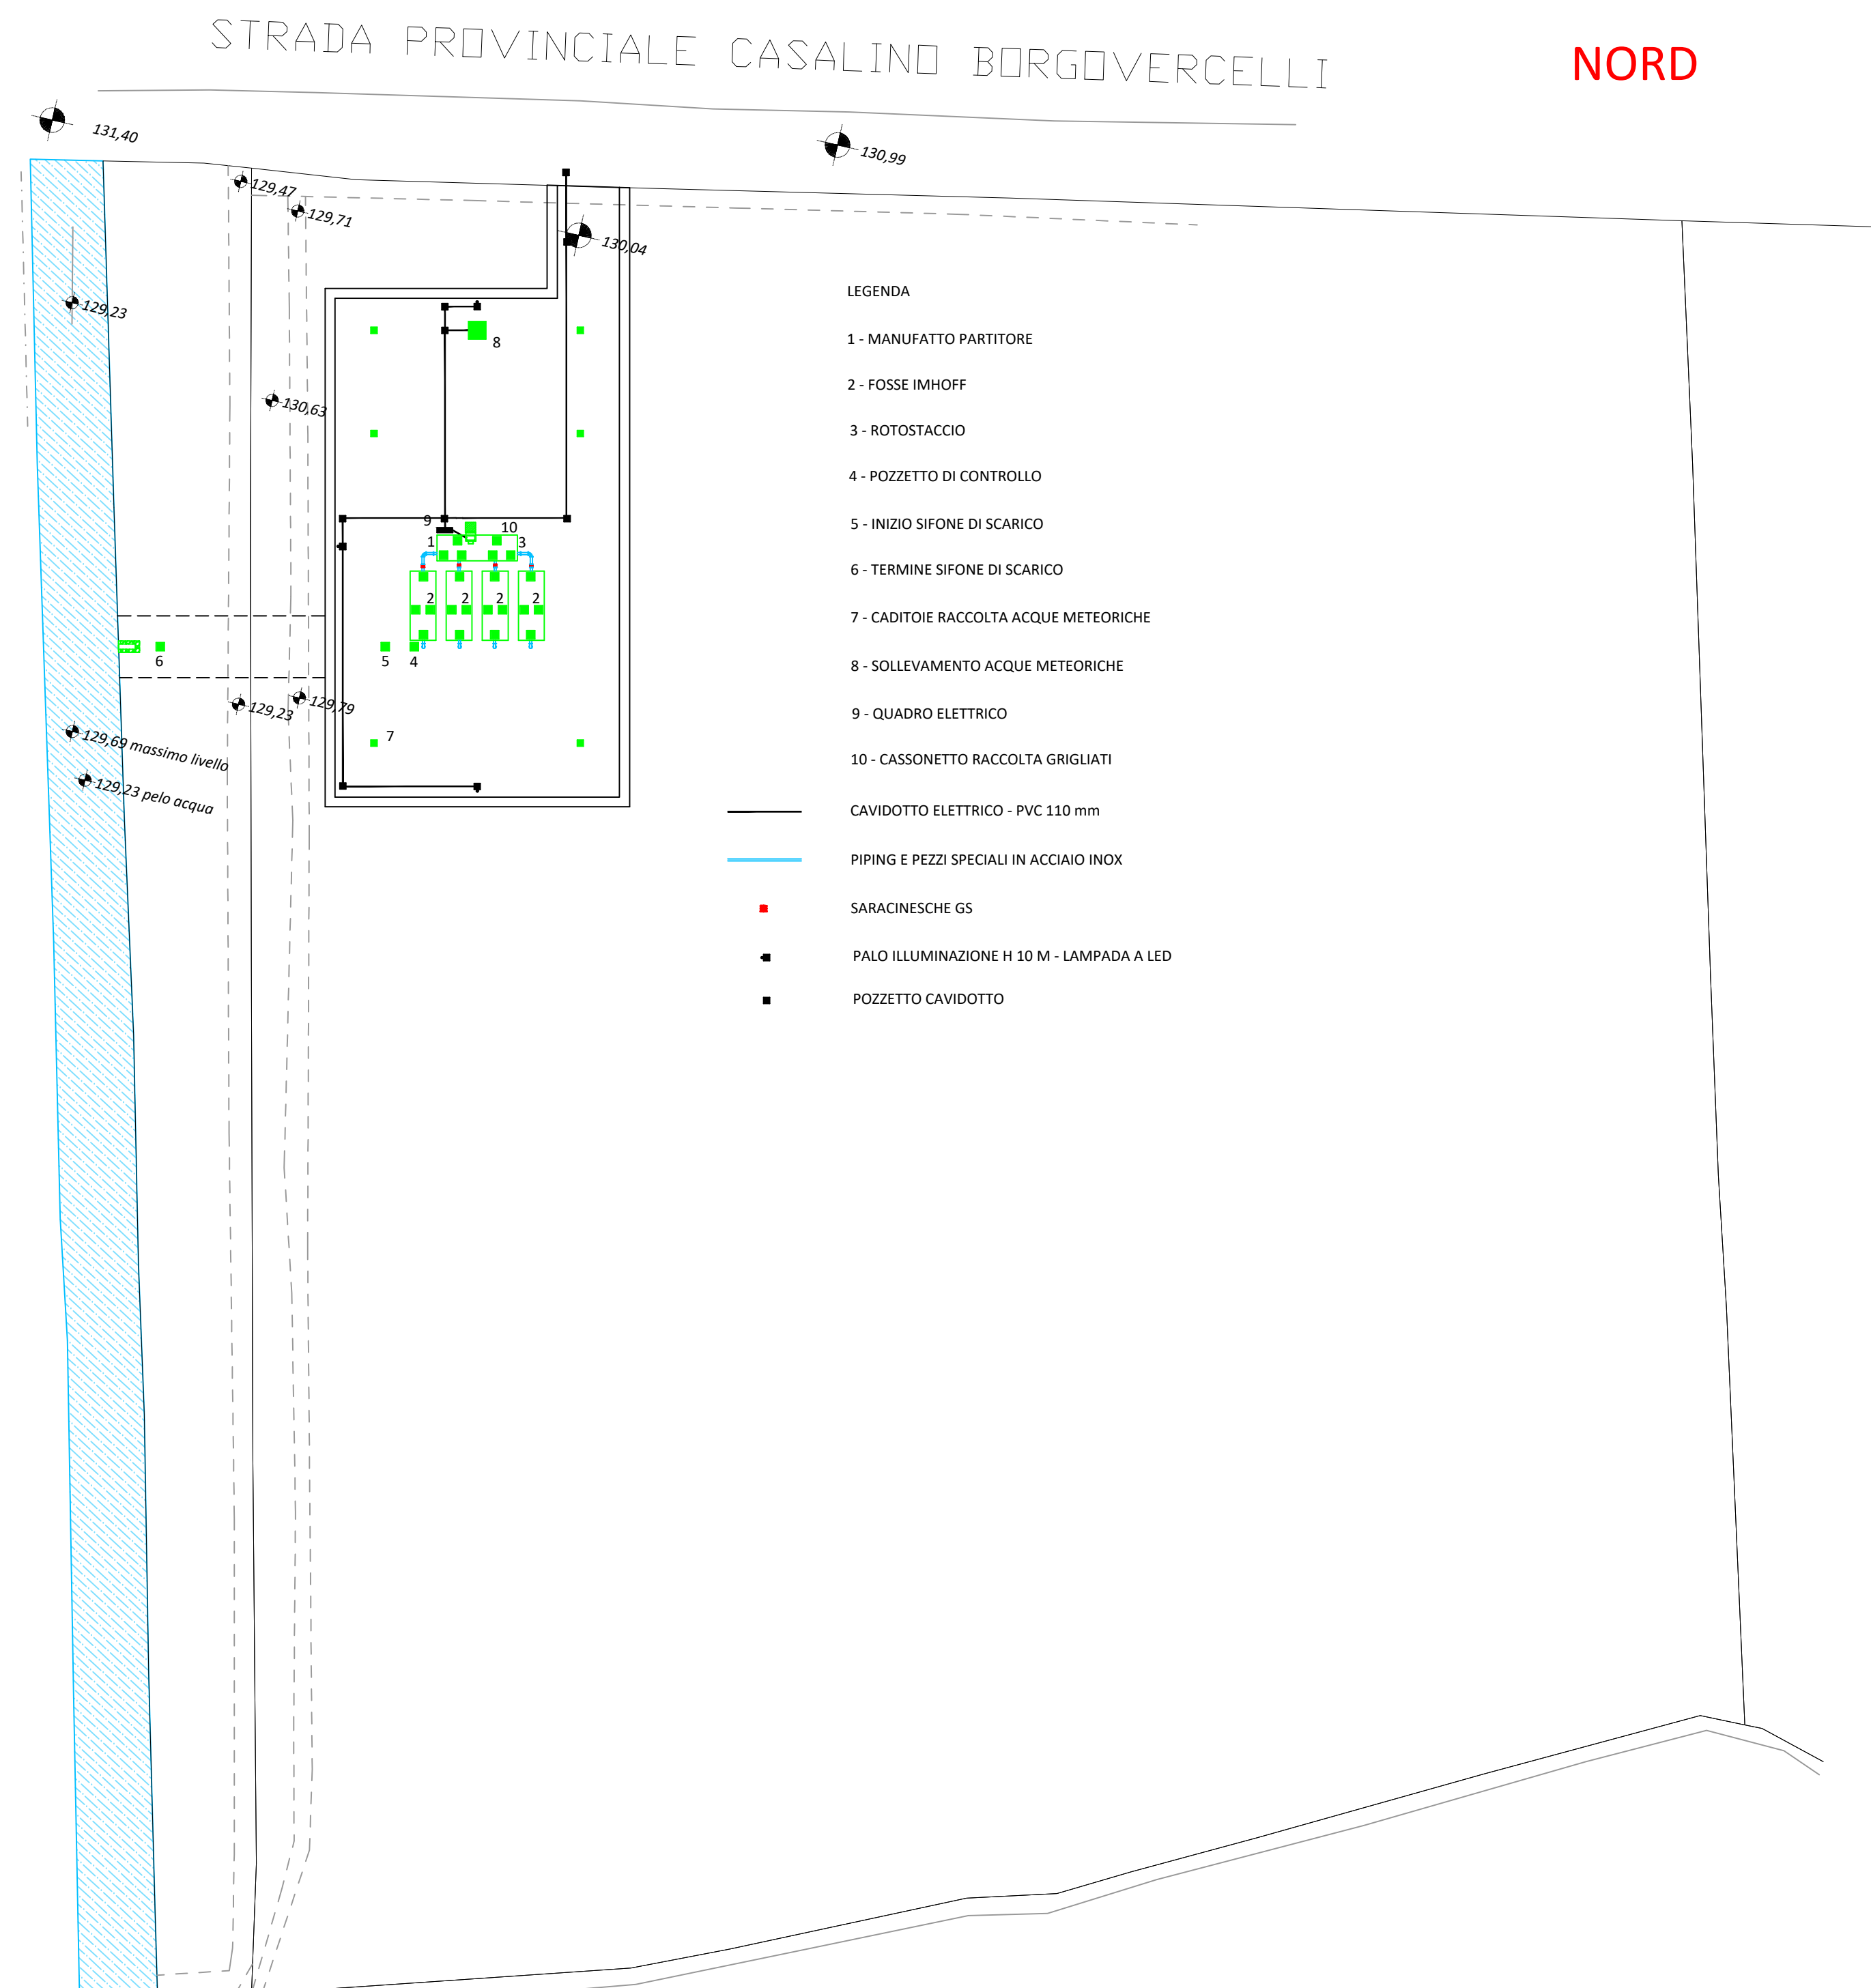 STRADA PROVINCIALE CASALINO BORGOVERCELLI
NORD
131,40
130,99
129,47
129,71
130,04
129,23
LEGENDA
1 - MANUFATTO PARTITORE
8
2 - FOSSE IMHOFF
130,63
3 - ROTOSTACCIO
4 - POZZETTO DI CONTROLLO
9
10
5 - INIZIO SIFONE DI SCARICO
1
3
6 - TERMINE SIFONE DI SCARICO
2
2
2
2
7 - CADITOIE RACCOLTA ACQUE METEORICHE
6
5
4
8 - SOLLEVAMENTO ACQUE METEORICHE
129,23
129,79
9 - QUADRO ELETTRICO
7
129,69 massimo livello
10 - CASSONETTO RACCOLTA GRIGLIATI
129,23 pelo acqua
CAVIDOTTO ELETTRICO - PVC 110 mm
PIPING E PEZZI SPECIALI IN ACCIAIO INOX
SARACINESCHE GS
PALO ILLUMINAZIONE H 10 M - LAMPADA A LED
POZZETTO CAVIDOTTO